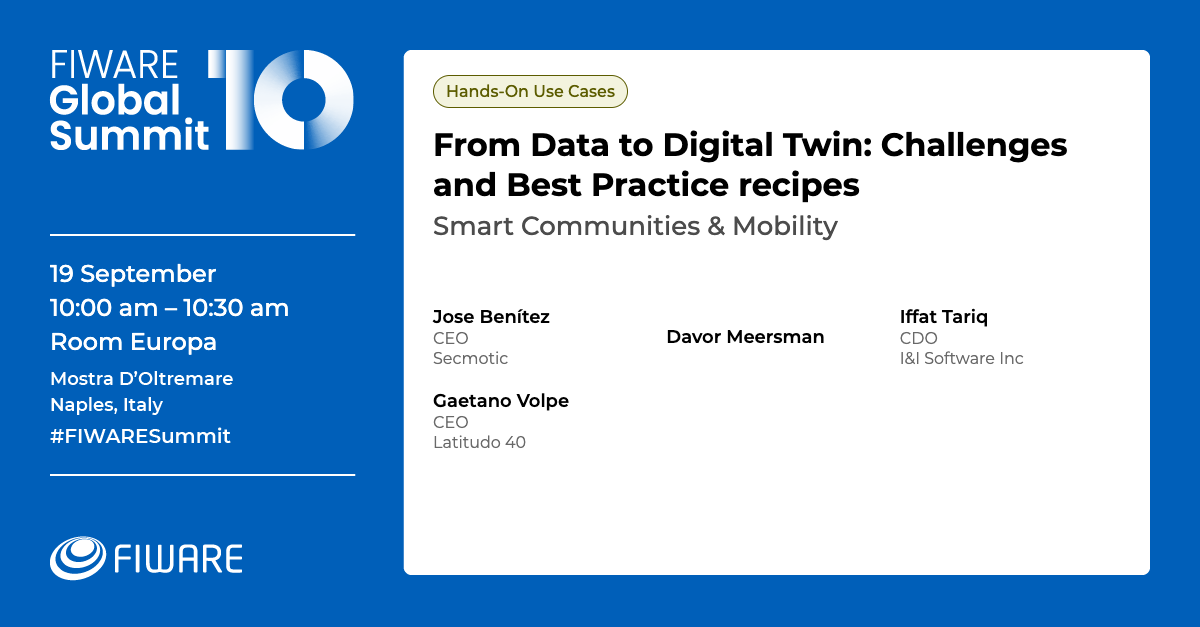 FIWARE
Global
Summit
10
19 September
10:00 am – 10:30 am
Room Europa
Mostra D’Oltremare
Naples, Italy
#FIWARESummit
FIWARE
Hands-On Use Cases
From Data to Digital Twin: Challenges
and Best Practice recipes
Smart Communities & Mobility
Jose Benítez
CEO
Secmotic
Davor Meersman
Iffat Tariq
CDO
I&I Software Inc
Gaetano Volpe
CEO
Latitudo 40